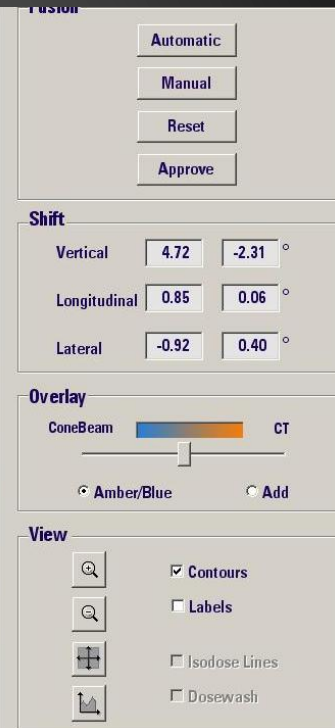 Fusion
Automatic
Manual
Reset
Approve
Shift
Vertical 4.72 -2.31 °
Longitudinal 0.85 0.06 °
Lateral -0.92 0.40 °
Overlay
ConeBeam CT
Amber/Blue Add
View
Contours
Labels
Isodose Lines
Dosewash